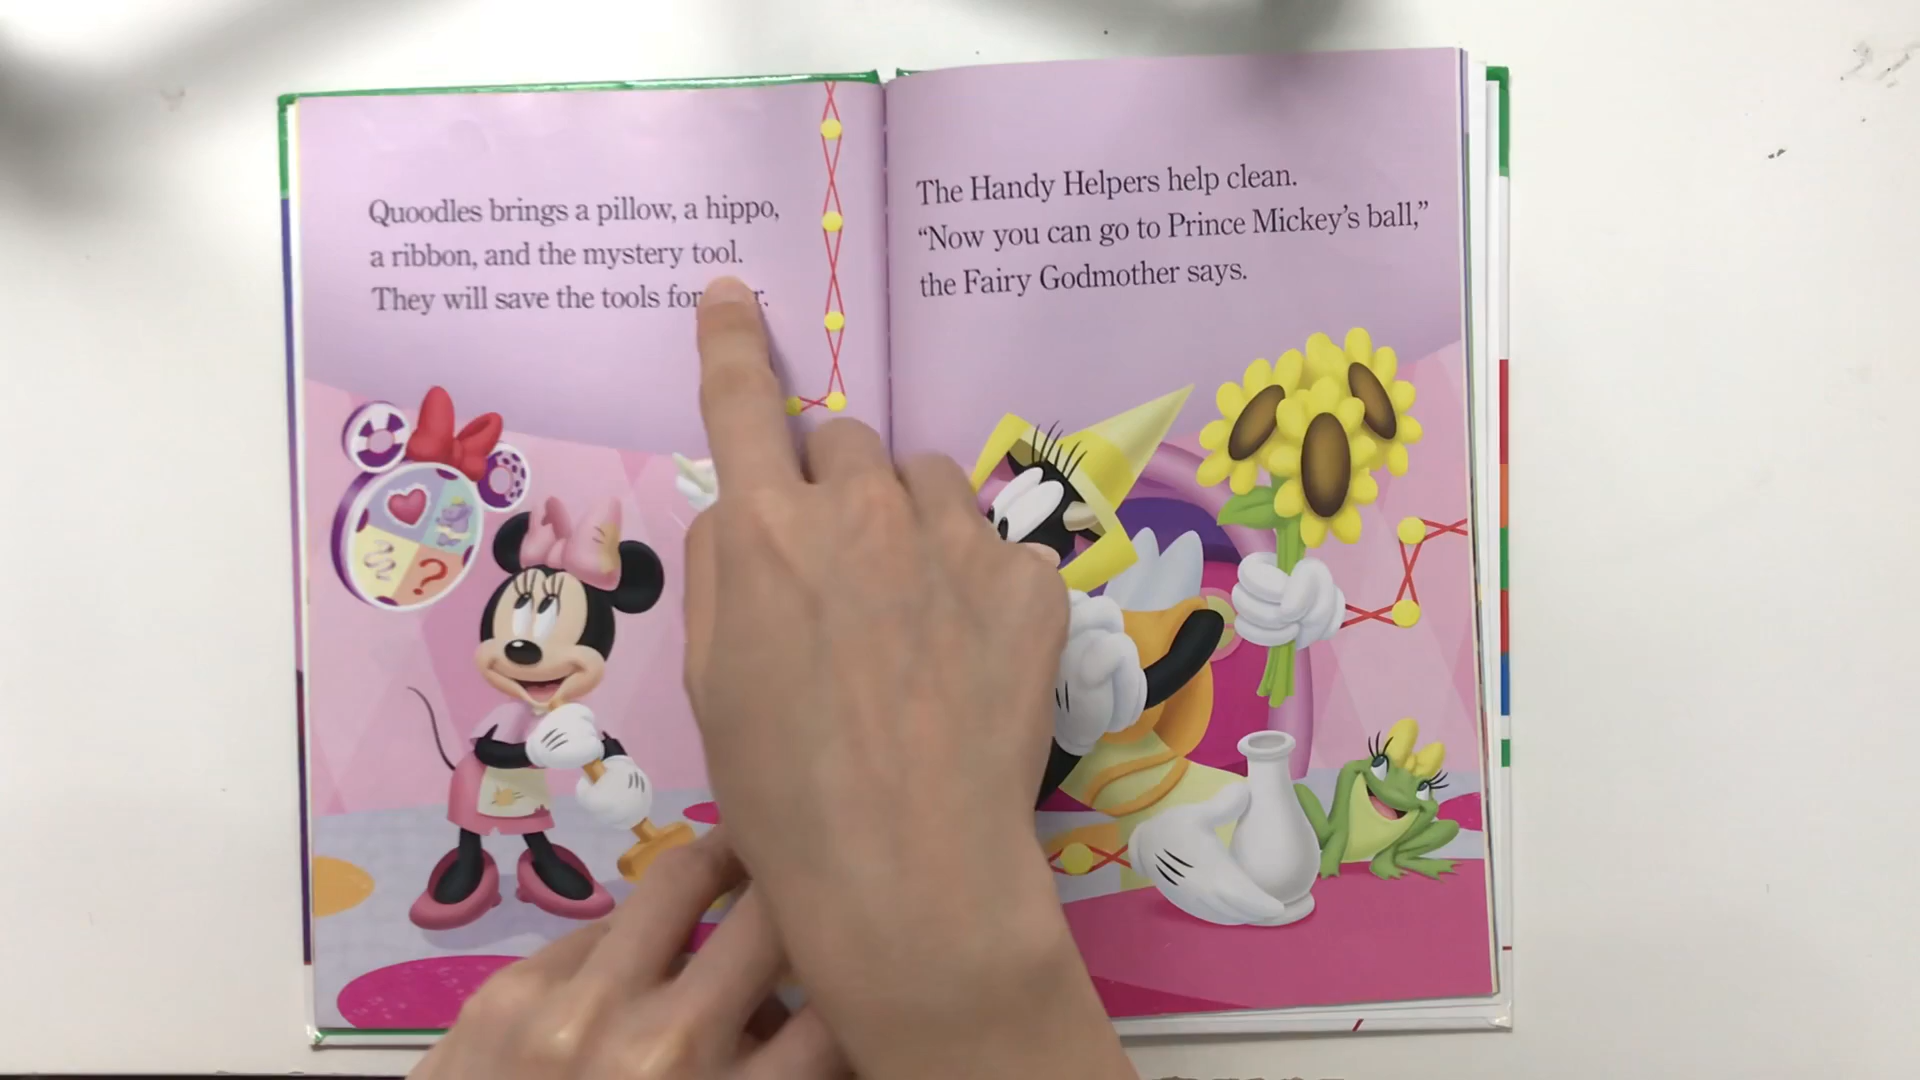 Quoodles brings a pillow, a hippo,
a ribbon, and the mystery tool.
They will save the tools for
The Handy Helpers help clean.
“Now you can go to Prince Mickey’s ball,”
the Fairy Godmother says.
?